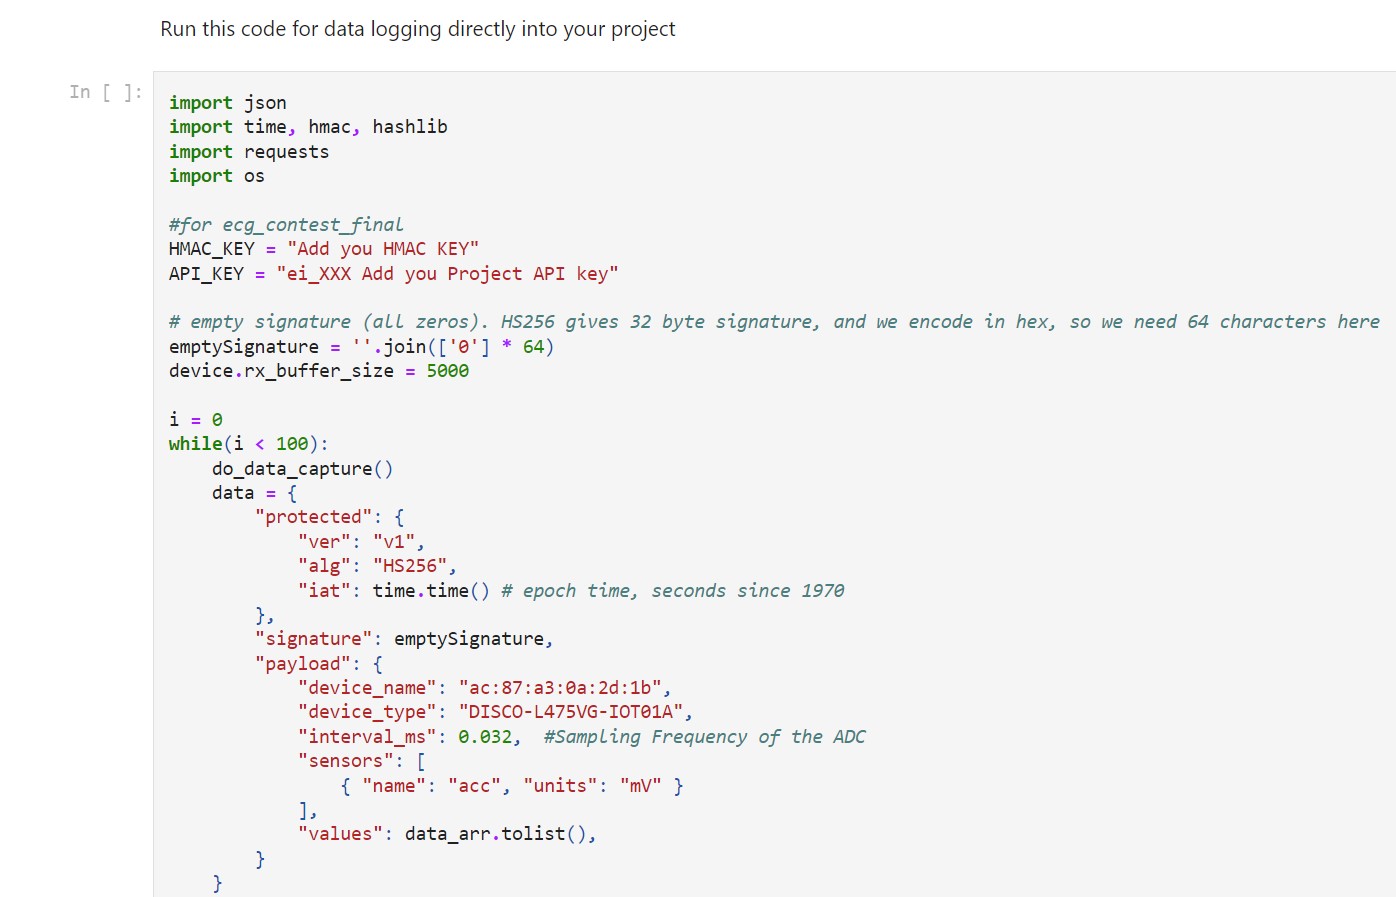 Run this code for data logging directly into your project
In [ ]:
import json
import time, hmac, hashlib
import requests
import os
#for ecg_contest_final
HMAC_KEY = "Add you HMAC KEY"
API_KEY = "ei_XXX Add you Project API key"
# empty signature (all zeros). HS256 gives 32 byte signature, and we encode in hex, so we need 64 characters here
emptySignature = ''.join(['0'] * 64)
device.rx_buffer_size = 5000
i = 0
while(i < 100):
    do_data_capture()
    data = {
        "protected": {
            "ver": "v1",
            "alg": "HS256",
            "iat": time.time() # epoch time, seconds since 1970
        },
        "signature": emptySignature,
        "payload": {
            "device_name": "ac:87:a3:0a:2d:1b",
            "device_type": "DISCO-L475VG-IOT01A",
            "interval_ms": 0.032,  #Sampling Frequency of the ADC
            "sensors": [
                { "name": "acc", "units": "mV" }
            ],
            "values": data_arr.tolist(),
        }
    }